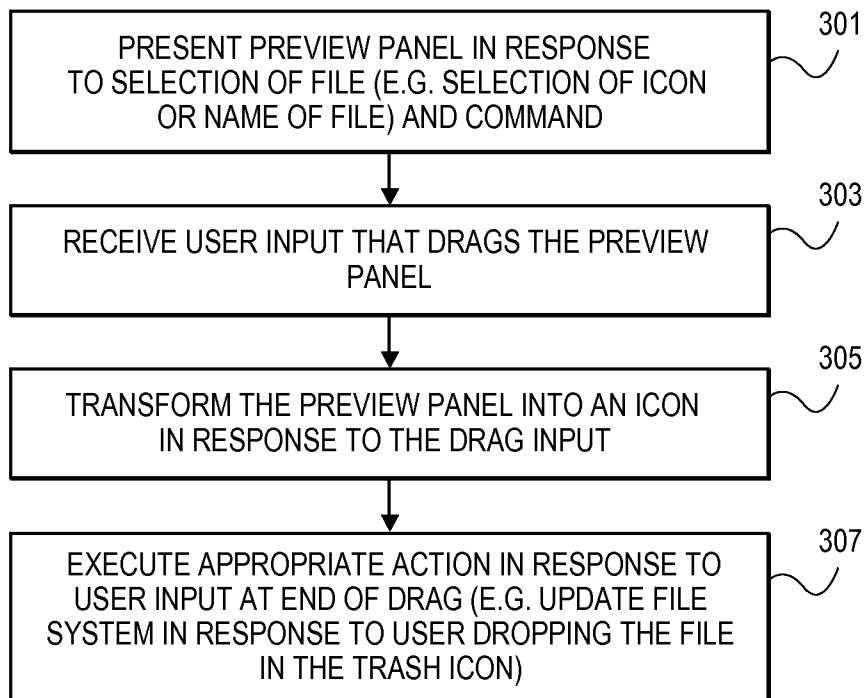 PRESENT PREVIEW PANEL IN RESPONSE
TO SELECTION OF FILE (E.G. SELECTION OF ICON
OR NAME OF FILE) AND COMMAND
301
RECEIVE USER INPUT THAT DRAGS THE PREVIEW
PANEL
303
TRANSFORM THE PREVIEW PANEL INTO AN ICON
IN RESPONSE TO THE DRAG INPUT
305
EXECUTE APPROPRIATE ACTION IN RESPONSE TO
USER INPUT AT END OF DRAG (E.G. UPDATE FILE
SYSTEM IN RESPONSE TO USER DROPPING THE FILE
IN THE TRASH ICON)
307